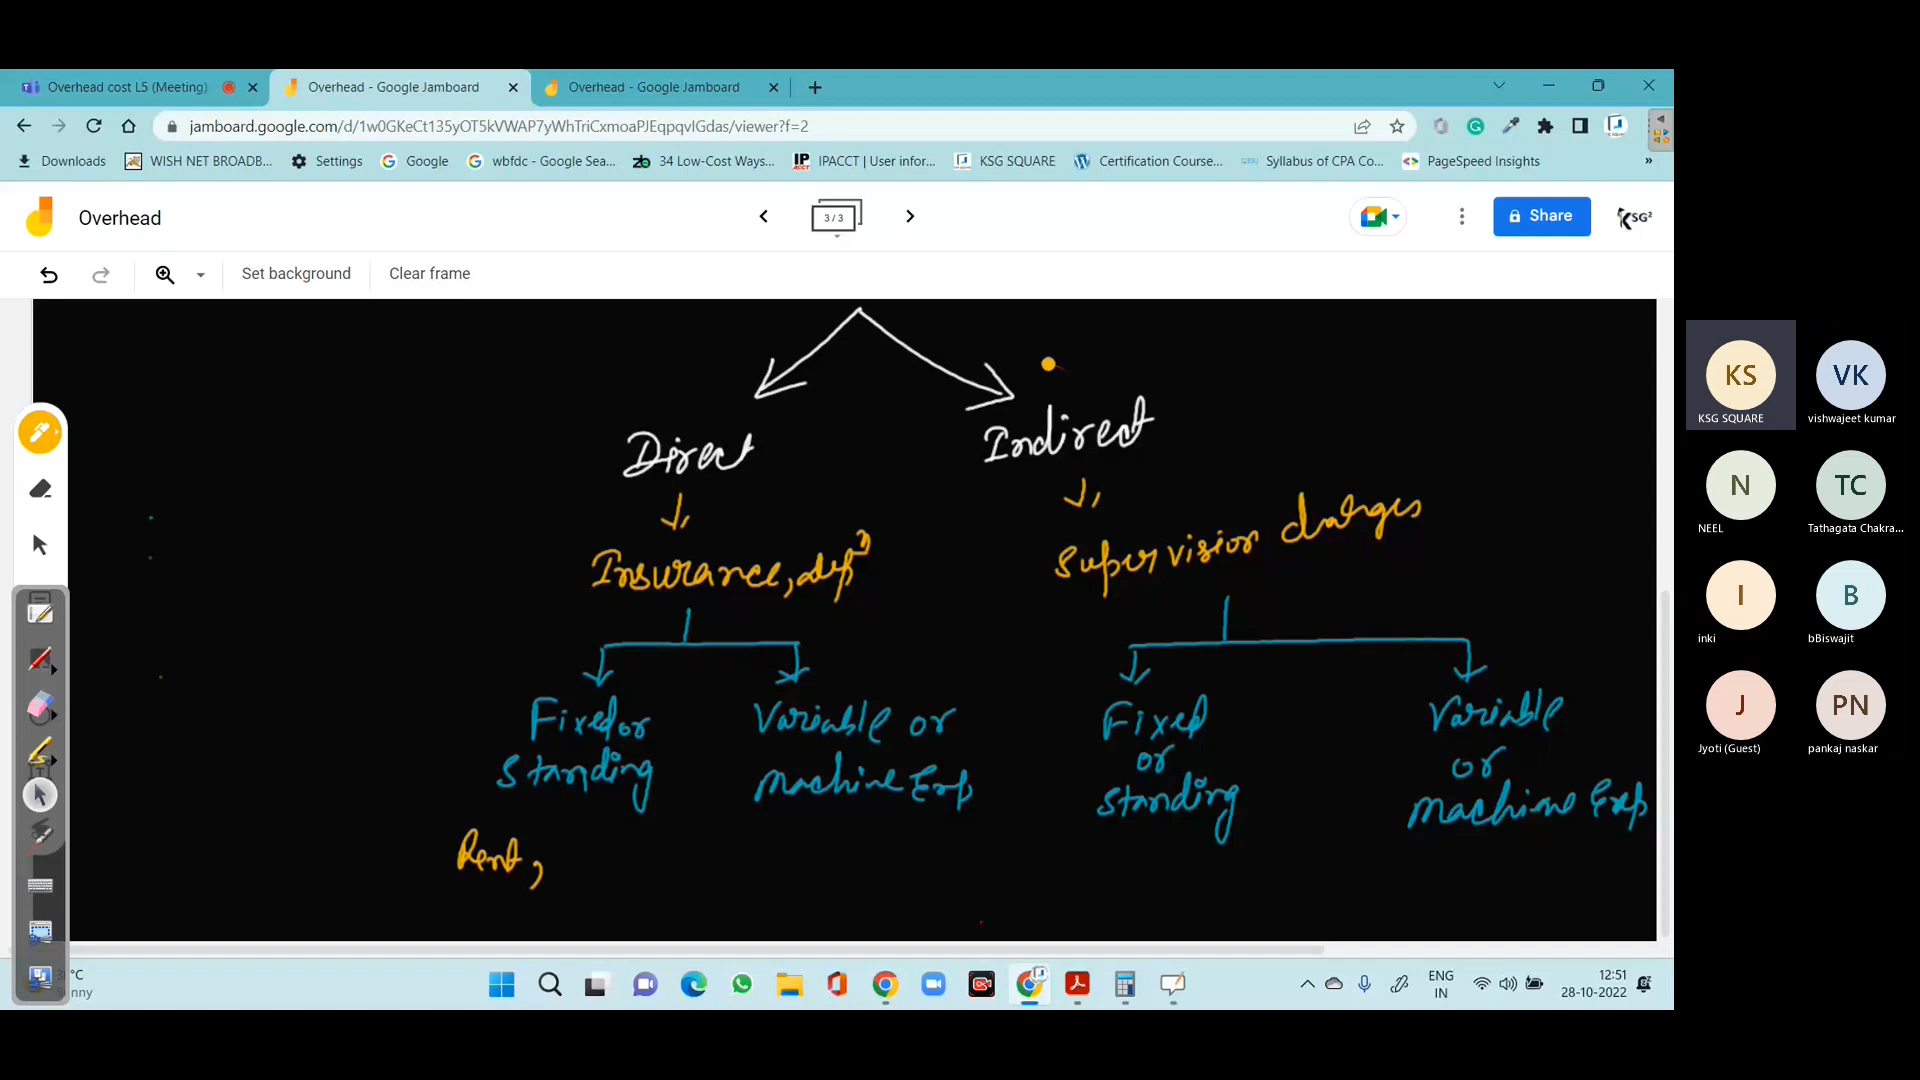 Overhead cost L5 (Meeting)
Overhead - Google Jamboard
Overhead - Google Jamboard
jamboard.google.com/d/1w0GKeCt135yOT5kVWAP7yWhTriCxmoaPJEqpqvIGdas/viewer?f=2
Downloads
WISH NET BROADB...
Settings
Google
wbfdc - Google Sea...
34 Low-Cost Ways...
IPACCT | User infor...
KSG SQUARE
Certification Course...
Syllabus of CPA Co...
PageSpeed Insights
»
Overhead
3 / 3
Share
KSG²
Set background
Clear frame
Direct
Indirect
Insurance, depⁿ
Supervision charges
Fixed or
Standing
Variable or
Machine Exp
Fixed
or
Standing
Variable
or
Machine Exp
Rent,
KS
KSG SQUARE
VK
vishwajeet kumar
N
NEEL
TC
Tathagata Chakra...
I
inki
B
bBiswajit
J
Jyoti (Guest)
PN
pankaj naskar
°C
nny
ENG
IN
12:51
28-10-2022